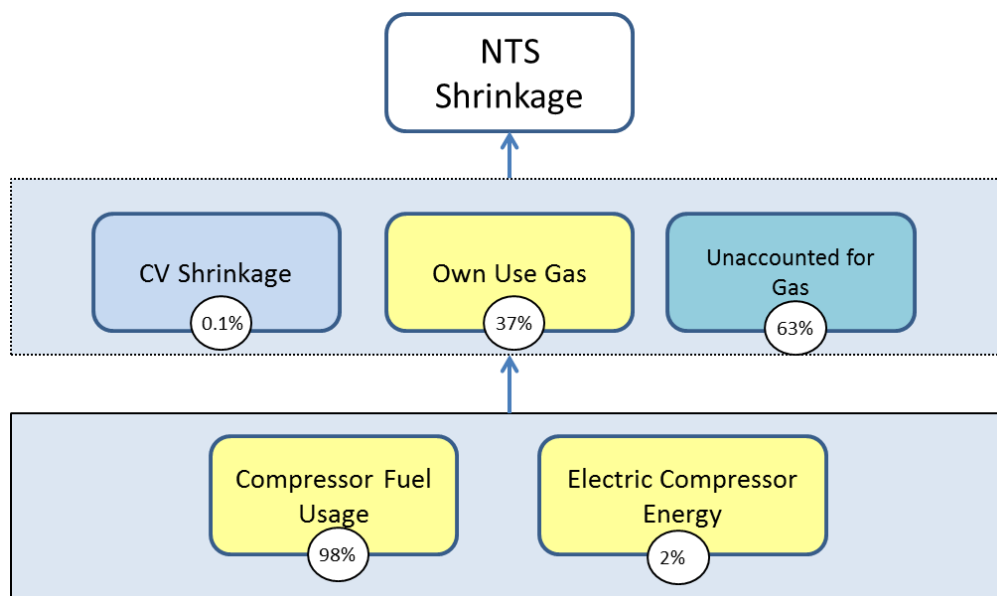 NTS
Shrinkage
CV Shrinkage
0.1%
Own Use Gas
37%
Unaccounted for
Gas
63%
Compressor Fuel
Usage
98%
Electric Compressor
Energy
2%